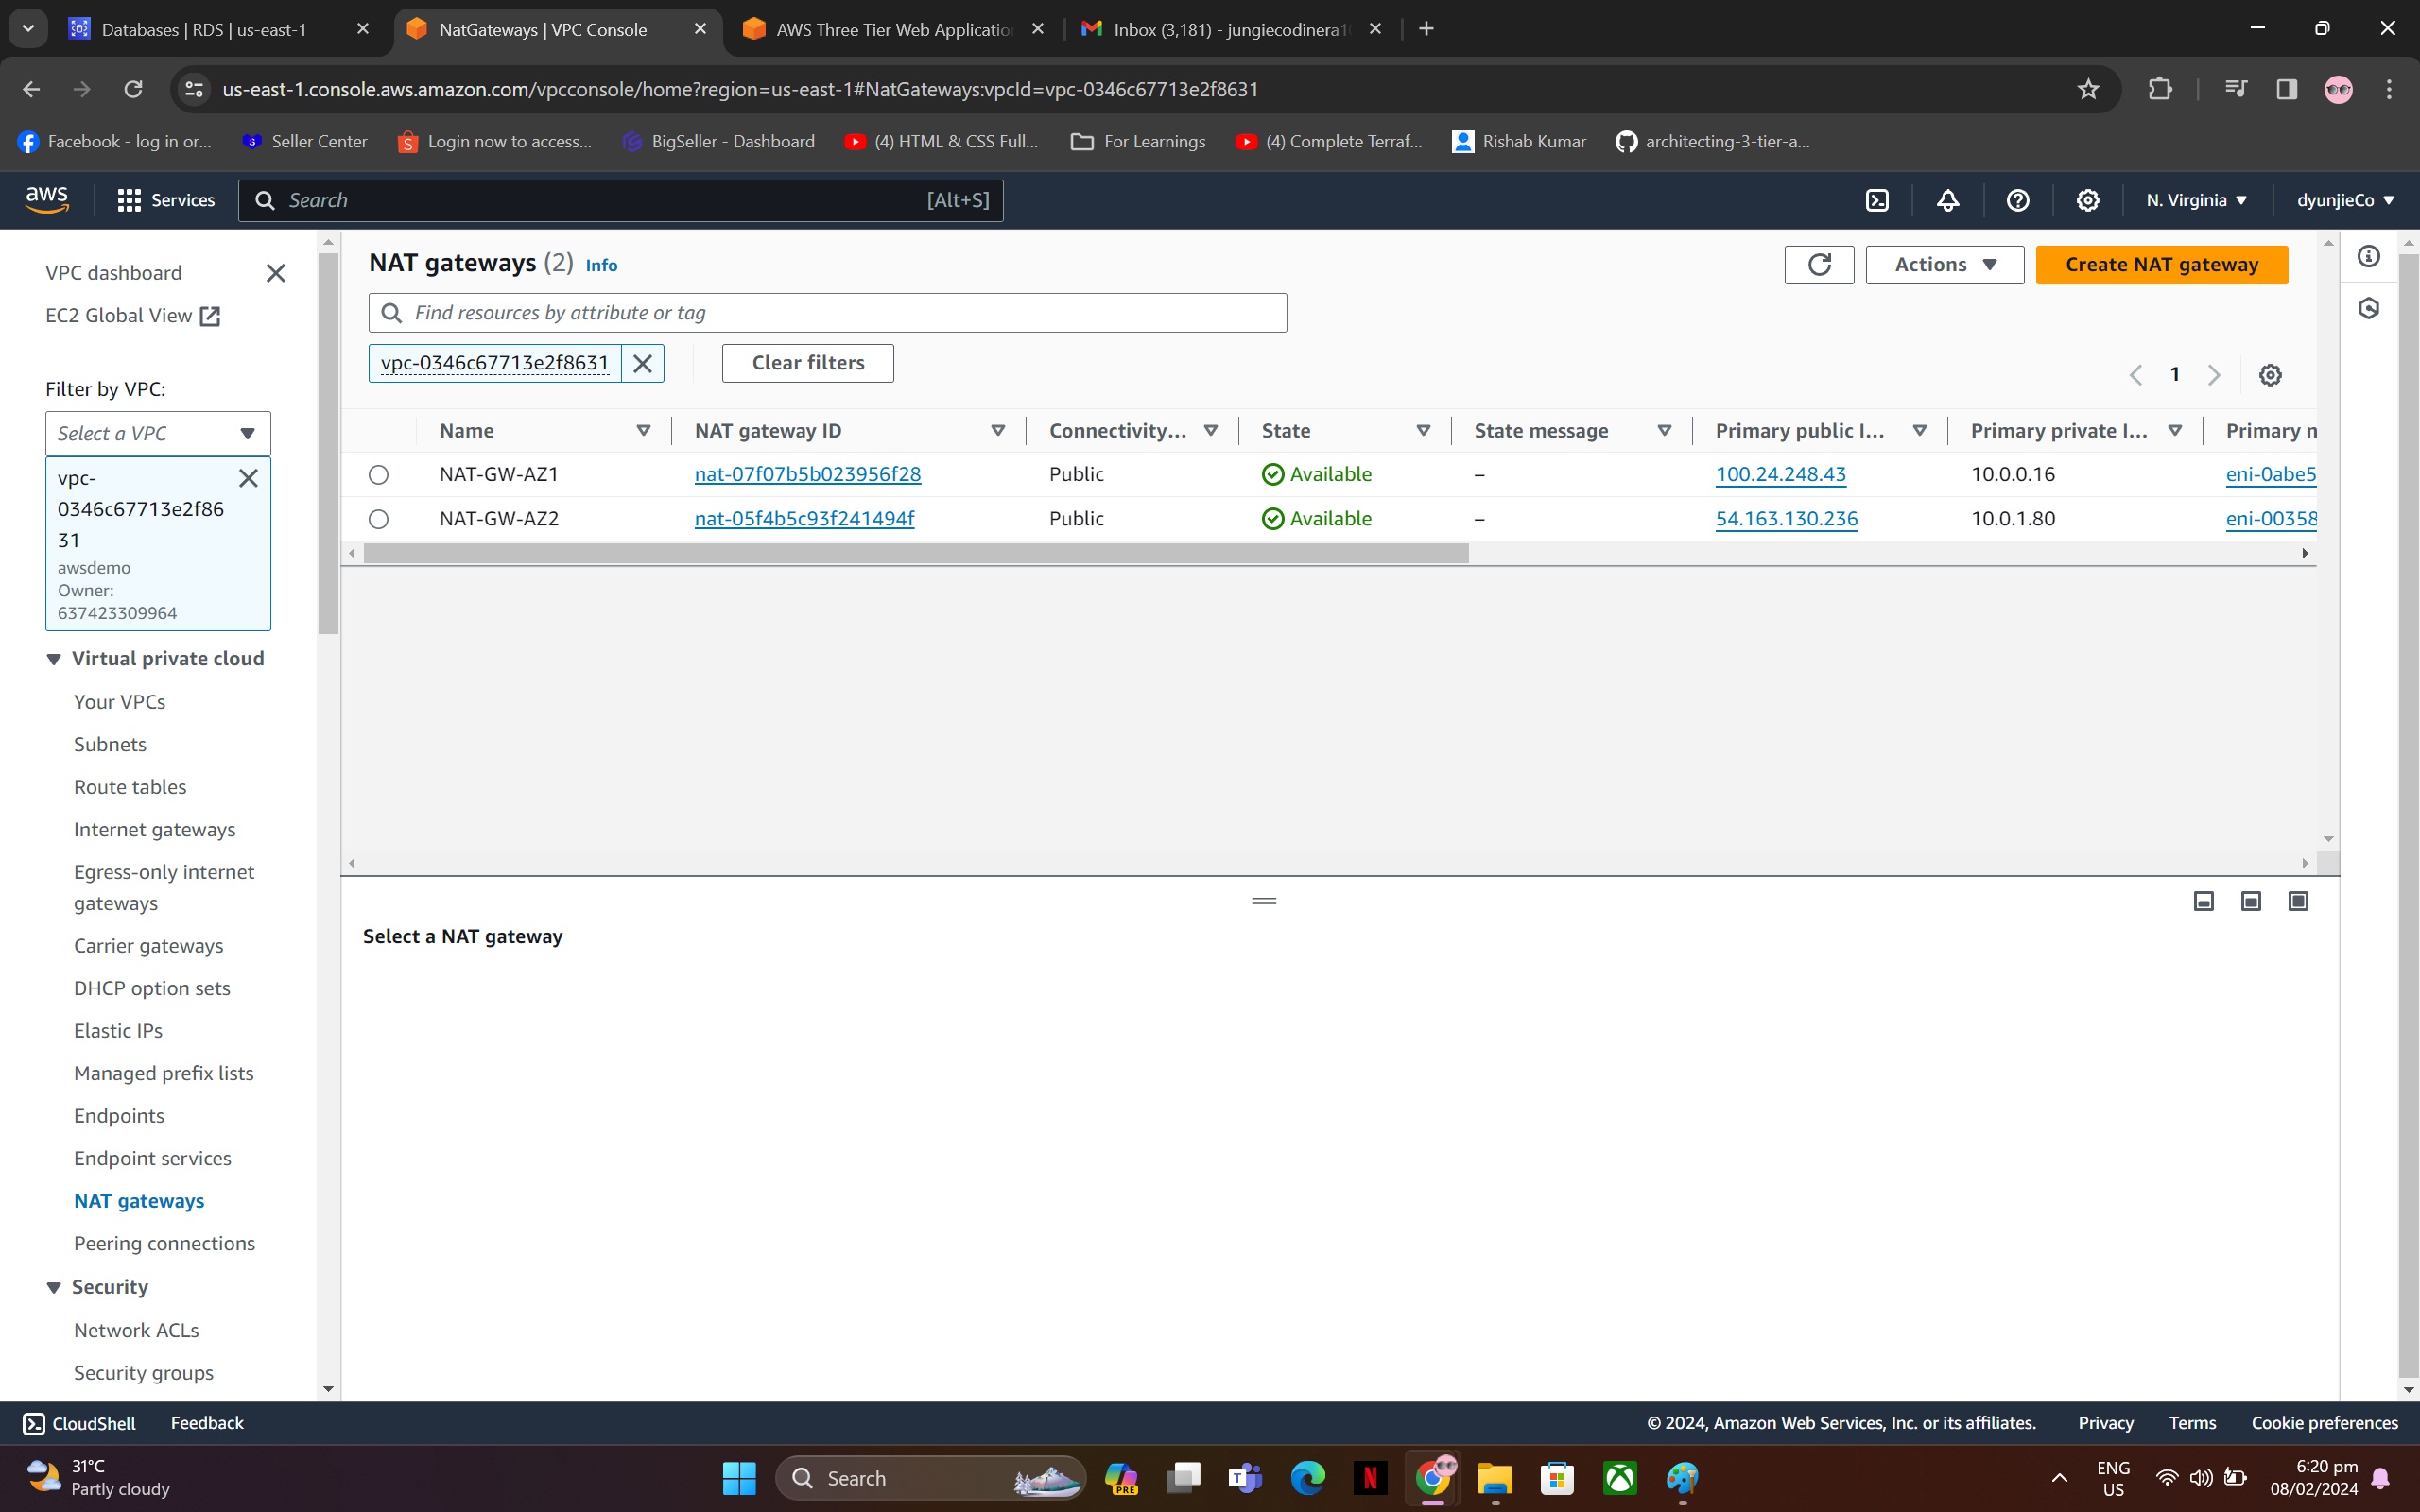 Databases | RDS | us-east-1
NatGateways | VPC Console
AWS Three Tier Web Applicatio
Inbox (3,181) - jungiecodinera1
us-east-1.console.aws.amazon.com/vpcconsole/home?region=us-east-1#NatGateways:vpcId=vpc-0346c67713e2f8631
Facebook - log in or...
Seller Center
Login now to access...
BigSeller - Dashboard
(4) HTML & CSS Full...
For Learnings
(4) Complete Terraf...
Rishab Kumar
architecting-3-tier-a...
aws
Services
Search
[Alt+S]
N. Virginia
dyunjieCo
VPC dashboard
EC2 Global View
Filter by VPC:
Select a VPC
vpc-
0346c67713e2f86
31
awsdemo
Owner:
637423309964
Virtual private cloud
Your VPCs
Subnets
Route tables
Internet gateways
Egress-only internet
gateways
Carrier gateways
DHCP option sets
Elastic IPs
Managed prefix lists
Endpoints
Endpoint services
NAT gateways
Peering connections
Security
Network ACLs
Security groups
NAT gateways (2) Info
Actions
Create NAT gateway
Find resources by attribute or tag
vpc-0346c67713e2f8631
Clear filters
1
Name NAT gateway ID Connectivity... State State message Primary public I... Primary private I... Primary n
NAT-GW-AZ1 nat-07f07b5b023956f28 Public Available – 100.24.248.43 10.0.0.16 eni-0abe5
NAT-GW-AZ2 nat-05f4b5c93f241494f Public Available – 54.163.130.236 10.0.1.80 eni-00358
Select a NAT gateway
CloudShell
Feedback
© 2024, Amazon Web Services, Inc. or its affiliates.
Privacy
Terms
Cookie preferences
31°C
Partly cloudy
Search
PRE
T
N
ENG
US
6:20 pm
08/02/2024